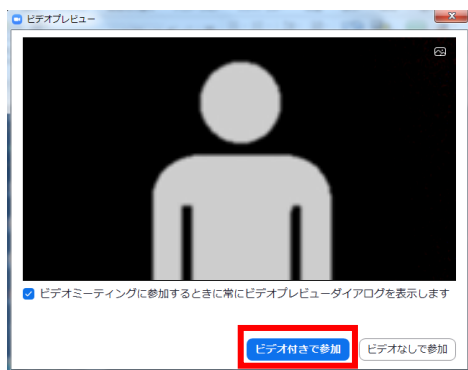 ビデオプレビュー
ビデオミーティングに参加するときに常にビデオプレビューダイアログを表示します
ビデオ付きで参加
ビデオなしで参加